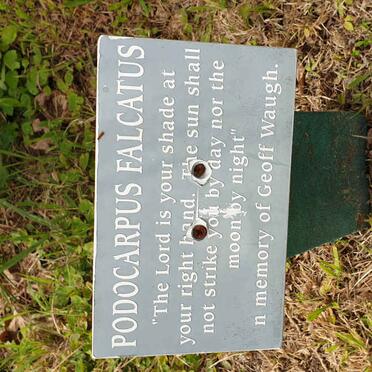 PODOCARPUS FALCATUS
"The Lord is your shade at
your right hand. The sun shall
not strike you by day nor the
moon by night"
n memory of Geoff Waugh.